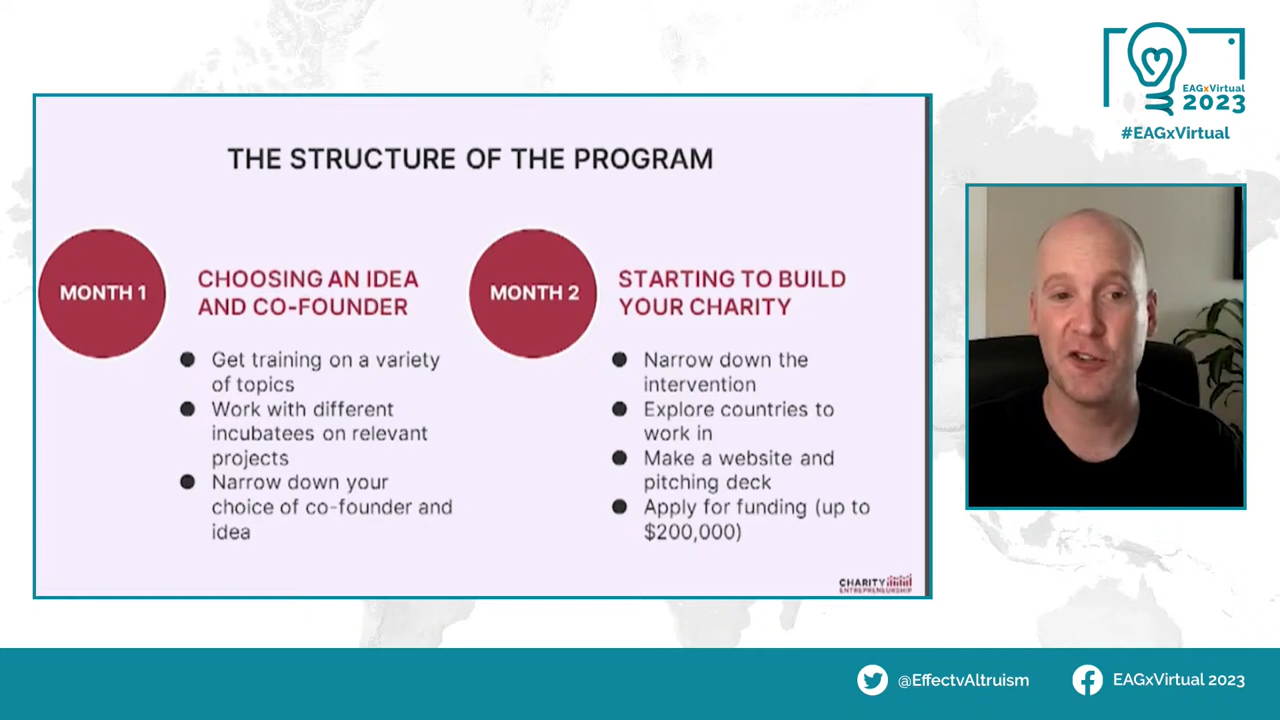 EAGxVirtual
2023
#EAGxVirtual
THE STRUCTURE OF THE PROGRAM
MONTH 1
CHOOSING AN IDEA
AND CO-FOUNDER
Get training on a variety
of topics
Work with different
incubatees on relevant
projects
Narrow down your
choice of co-founder and
idea
MONTH 2
STARTING TO BUILD
YOUR CHARITY
Narrow down the
intervention
Explore countries to
work in
Make a website and
pitching deck
Apply for funding (up to
$200,000)
CHARITY
ENTREPRENEURSHIP
@EffectvAltruism
EAGxVirtual 2023